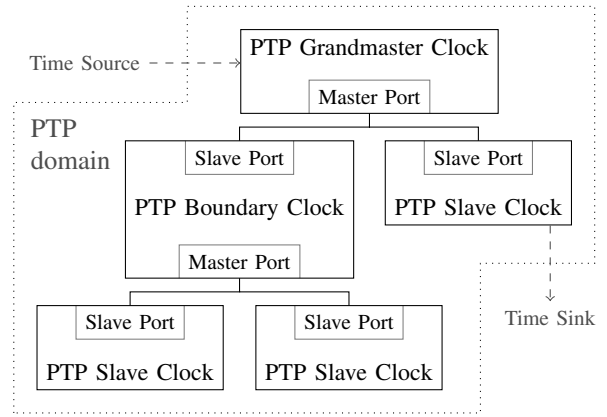 PTP Grandmaster Clock
Time Source
Master Port
PTP
domain
Slave Port
Slave Port
PTP Boundary Clock
PTP Slave Clock
Master Port
Slave Port
Slave Port
Time Sink
PTP Slave Clock
PTP Slave Clock